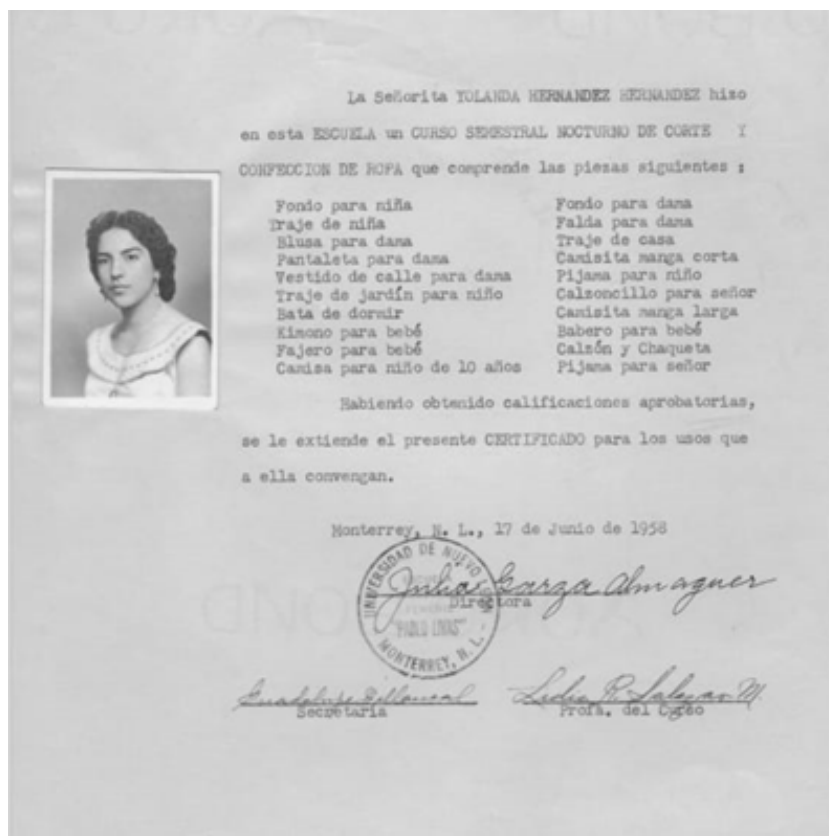 La Señorita YOLANDA HERNANDEZ HERNANDEZ hizo
en esta ESCUELA un CURSO SEMESTRAL NOCTURNO DE CORTE Y
CONFECCION DE ROPA que comprende las piezas siguientes :
Fondo para niña
Traje de niña
Blusa para dama
Pantaleta para dama
Vestido de calle para dama
Traje de jardín para niño
Bata de dormir
Kimono para bebé
Fajero para bebé
Camisa para niño de 10 años
Fondo para dama
Falda para dama
Traje de casa
Camisita manga corta
Pijama para niño
Calzoncillo para señor
Camisita manga larga
Babero para bebé
Calzón y Chaqueta
Pijama para señor
Habiendo obtenido calificaciones aprobatorias,
se le extiende el presente CERTIFICADO para los usos que
a ella convengan.
Monterrey, N. L., 17 de Junio de 1958
UNIVERSIDAD DE NUEVO
ESCUELA
"PABLO LIVAS"
MONTERREY, N. L.
Julia Garza Almaguer
Directora
Guadalupe
Secretaria
Lidia R. Salazar M.
Profa. del Curso